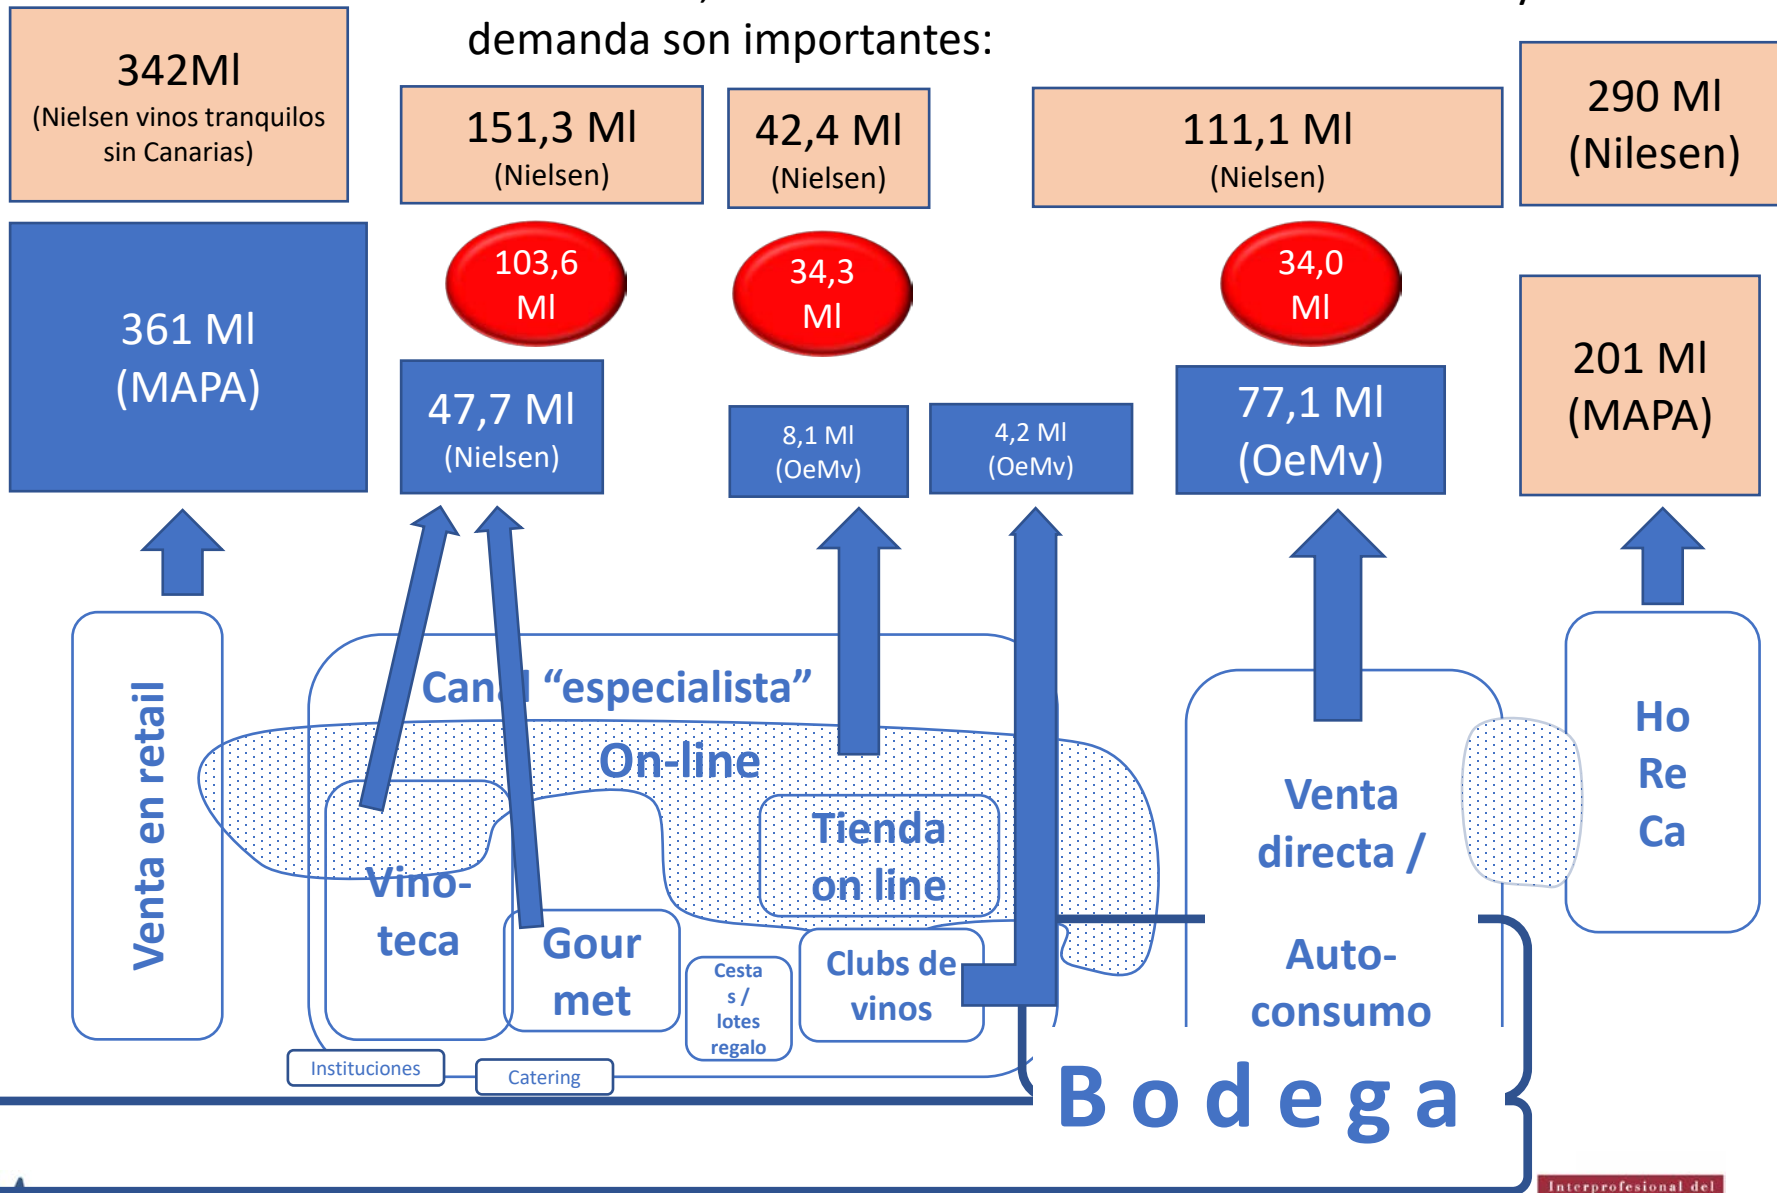 demanda son importantes:
342Ml
(Nielsen vinos tranquilos
sin Canarias)
151,3 Ml
(Nielsen)
42,4 Ml
(Nielsen)
111,1 Ml
(Nielsen)
290 Ml
(Nilesen)
361 Ml
(MAPA)
103,6
Ml
34,3
Ml
34,0
Ml
47,7 Ml
(Nielsen)
8,1 Ml
(OeMv)
4,2 Ml
(OeMv)
77,1 Ml
(OeMv)
201 Ml
(MAPA)
Venta en retail
Canal “especialista”
On-line
Vino-
teca
Gour
met
Cesta
s /
lotes
regalo
Tienda
on line
Clubs de
vinos
Instituciones
Catering
Venta
directa /
Auto-
consumo
Bodega
Ho
Re
Ca
Interprofesional del